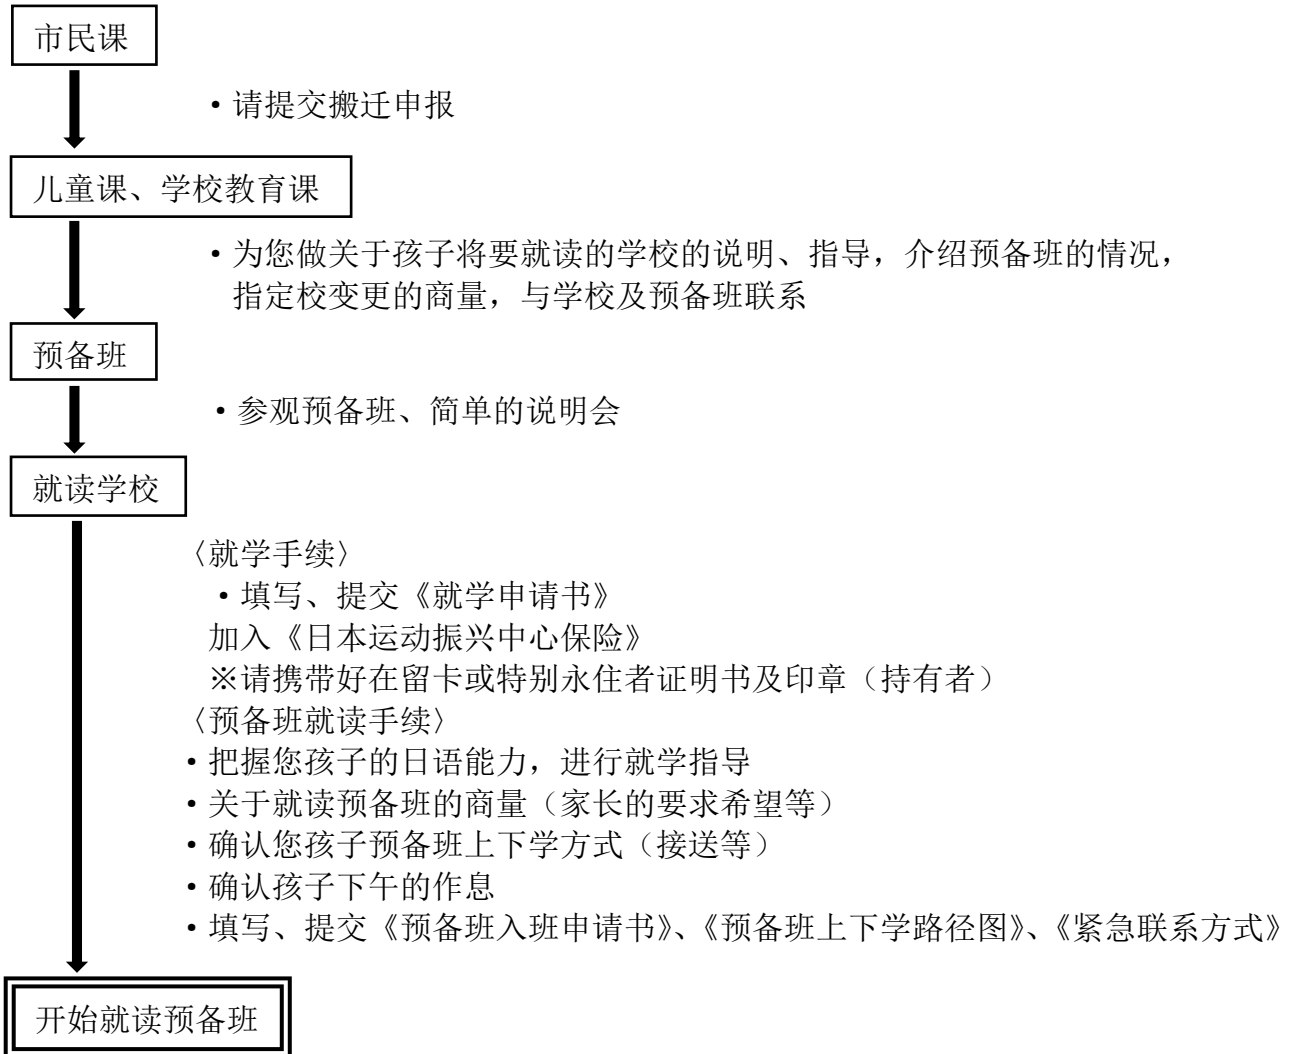 市民课
・请提交搬迁申报
儿童课、学校教育课
・为您做关于孩子将要就读的学校的说明、指导，介绍预备班的情况，
指定校变更的商量，与学校及预备班联系
预备班
・参观预备班、简单的说明会
就读学校
〈就学手续〉
・填写、提交《就学申请书》
加入《日本运动振兴中心保险》
※请携带好在留卡或特别永住者证明书及印章（持有者）
〈预备班就读手续〉
・把握您孩子的日语能力，进行就学指导
・关于就读预备班的商量（家长的要求希望等）
・确认您孩子预备班上下学方式（接送等）
・确认孩子下午的作息
・填写、提交《预备班入班申请书》、《预备班上下学路径图》、《紧急联系方式》
开始就读预备班